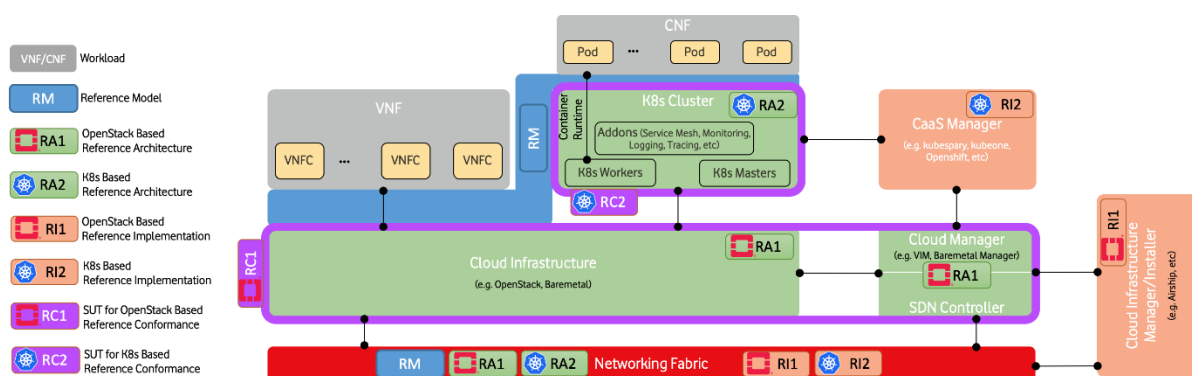 VNF/CNF Workload
RM Reference Model
RA1 OpenStack Based
Reference Architecture
RA2 K8s Based
Reference Architecture
RI1 OpenStack Based
Reference Implementation
RI2 K8s Based
Reference Implementation
RC1 SUT for OpenStack Based
Reference Conformance
RC2 SUT for K8s Based
Reference Conformance
CNF
Pod ... Pod Pod
VNF
VNFC ... VNFC VNFC
RM
Container
Runtime
K8s Cluster
RA2
Addons (Service Mesh, Monitoring,
Logging, Tracing, etc)
K8s Workers
K8s Masters
RC2
RI2
CaaS Manager
(e.g. kubespary, kubeone,
Openshift, etc)
RC1
Cloud Infrastructure
(e.g. OpenStack, Baremetal)
RA1
Cloud Manager
(e.g. VIM, Baremetal Manager)
RA1
SDN Controller
RI1
Cloud Infrastructure
Manager/Installer
(e.g. Airship, etc)
RM RA1 RA2 Networking Fabric RI1 RI2